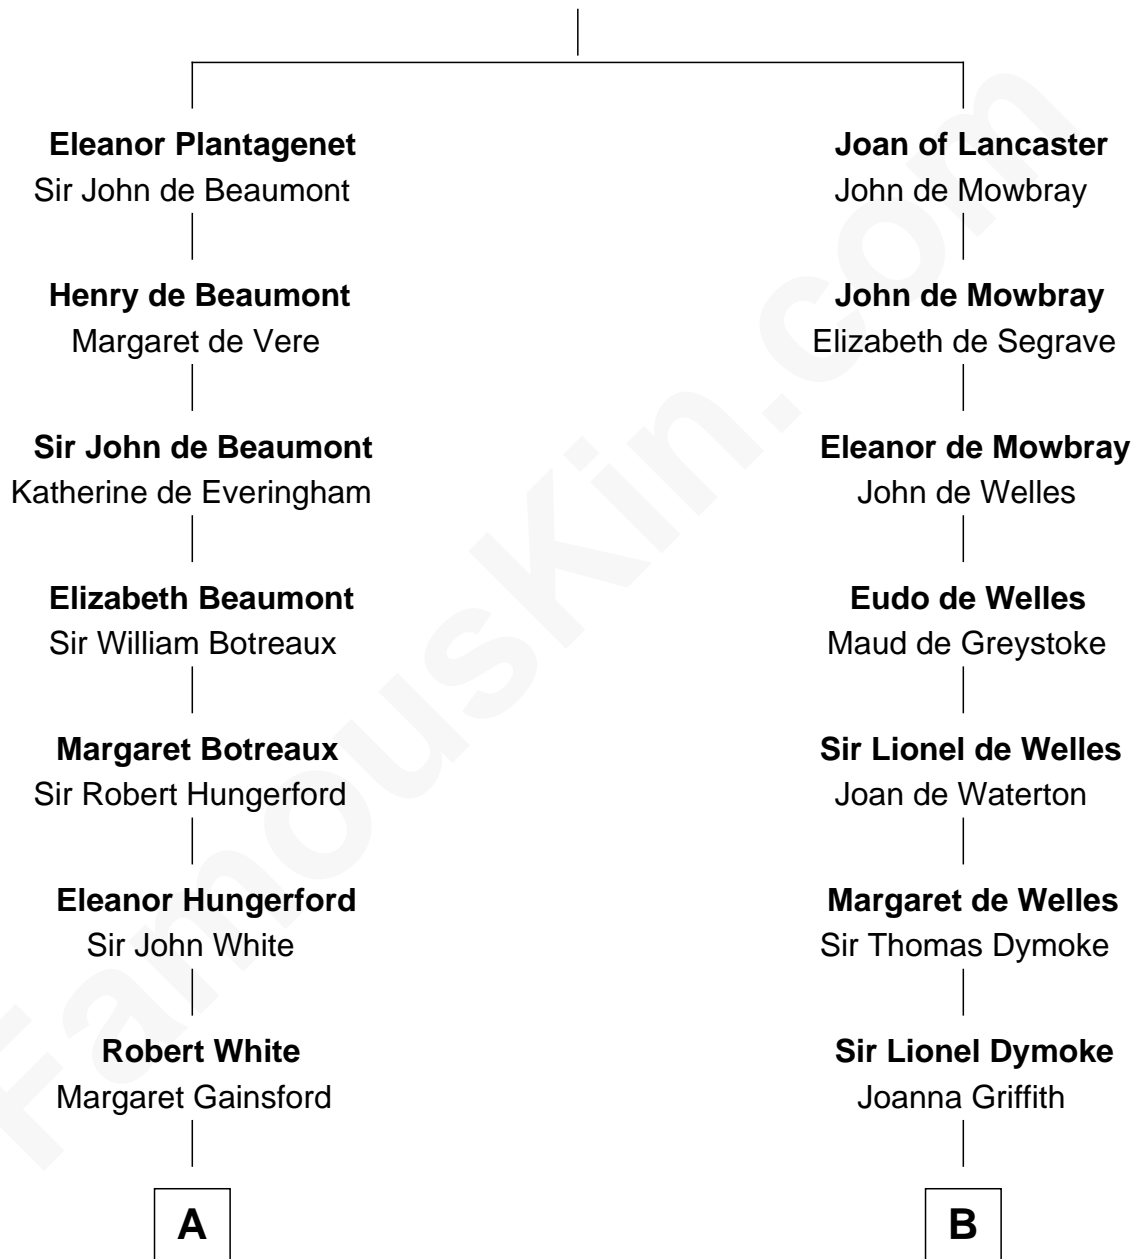 Eleanor Plantagenet
Sir John de Beaumont
Henry de Beaumont
Margaret de Vere
Sir John de Beaumont
Katherine de Everingham
Elizabeth Beaumont
Sir William Botreaux
Margaret Botreaux
Sir Robert Hungerford
Eleanor Hungerford
Sir John White
Robert White
Margaret Gainsford
A
Joan of Lancaster
John de Mowbray
John de Mowbray
Elizabeth de Segrave
Eleanor de Mowbray
John de Welles
Eudo de Welles
Maud de Greystoke
Sir Lionel de Welles
Joan de Waterton
Margaret de Welles
Sir Thomas Dymoke
Sir Lionel Dymoke
Joanna Griffith
B
FamousKin.com